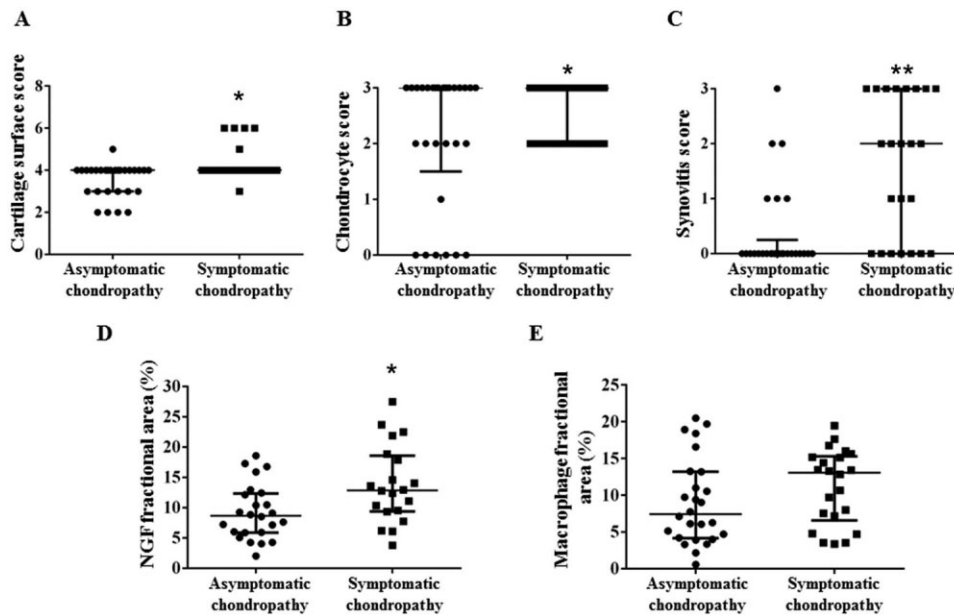 A
Cartilage surface score
8
6
4
2
0
*
Asymptomatic
chondropathy
Symptomatic
chondropathy
B
Chondrocyte score
3
2
1
0
*
Asymptomatic
chondropathy
Symptomatic
chondropathy
C
Synovitis score
3
2
1
0
**
Asymptomatic
chondropathy
Symptomatic
chondropathy
D
NGF fractional area (%)
30
25
20
15
10
5
0
*
Asymptomatic
chondropathy
Symptomatic
chondropathy
E
Macrophage fractional
area (%)
25
20
15
10
5
0
Asymptomatic
chondropathy
Symptomatic
chondropathy